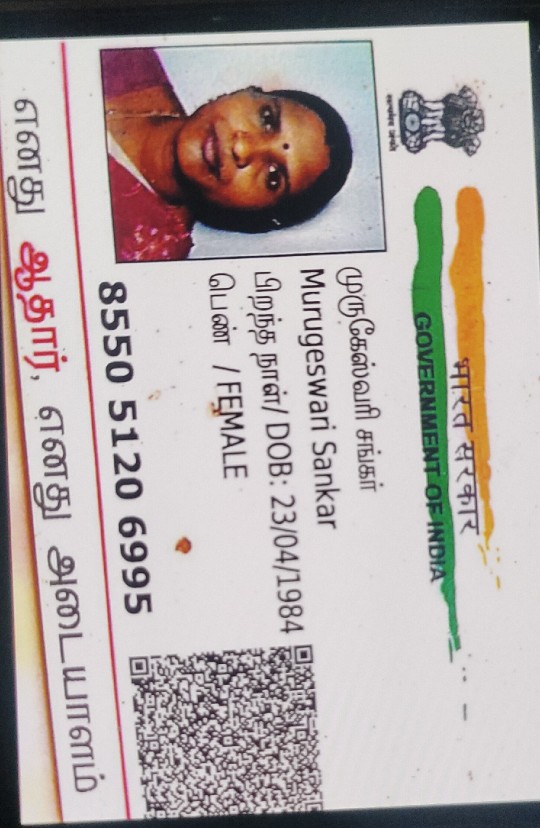 भारत सरकार
GOVERNMENT OF INDIA
முருகேஸ்வரி சங்கர்
Murugeswari Sankar
பிறந்த நாள்/ DOB: 23/04/1984
பெண் / FEMALE
8550 5120 6995
எனது ஆதார், எனது அடையாளம்